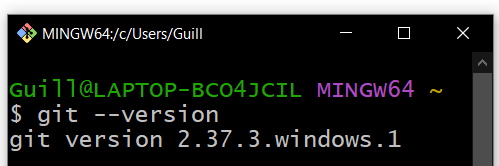 MINGW64:/c/Users/Guill
Guill@LAPTOP-BCO4JCIL MINGW64 ~
$ git --version
git version 2.37.3.windows.1